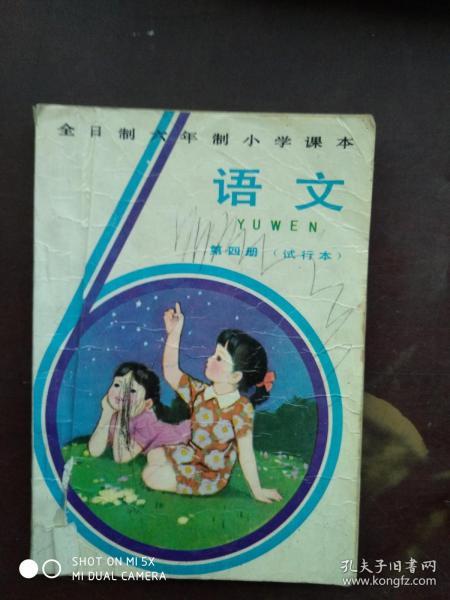 全日制六年制小学课本
语文
YUWEN
第四册（试行本）
SHOT ON MI 5X
MI DUAL CAMERA
孔夫子旧书网
www.kongfz.com